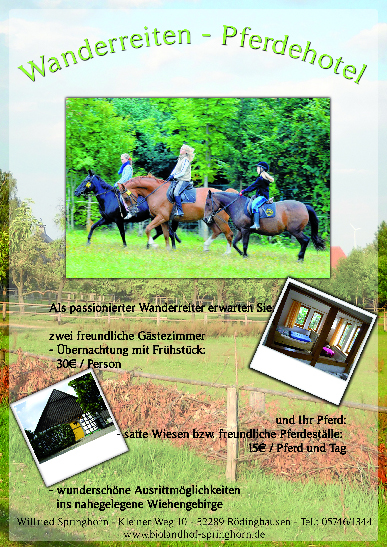 Wanderreiten - Pferdehotel
Als passionierter Wanderreiter erwarten Sie:
zwei freundliche Gästezimmer
- Übernachtung mit Frühstück:
30€ / Person
und Ihr Pferd:
- satte Wiesen bzw. freundliche Pferdeställe:
15€ / Pferd und Tag
- wunderschöne Ausrittmöglichkeiten
ins nahegelegene Wiehengebirge
Wilfried Springhorn - Kleiner Weg 10 - 32289 Rödinghausen - Tel.: 05746/1344
www.biolandhof-springhorn.de